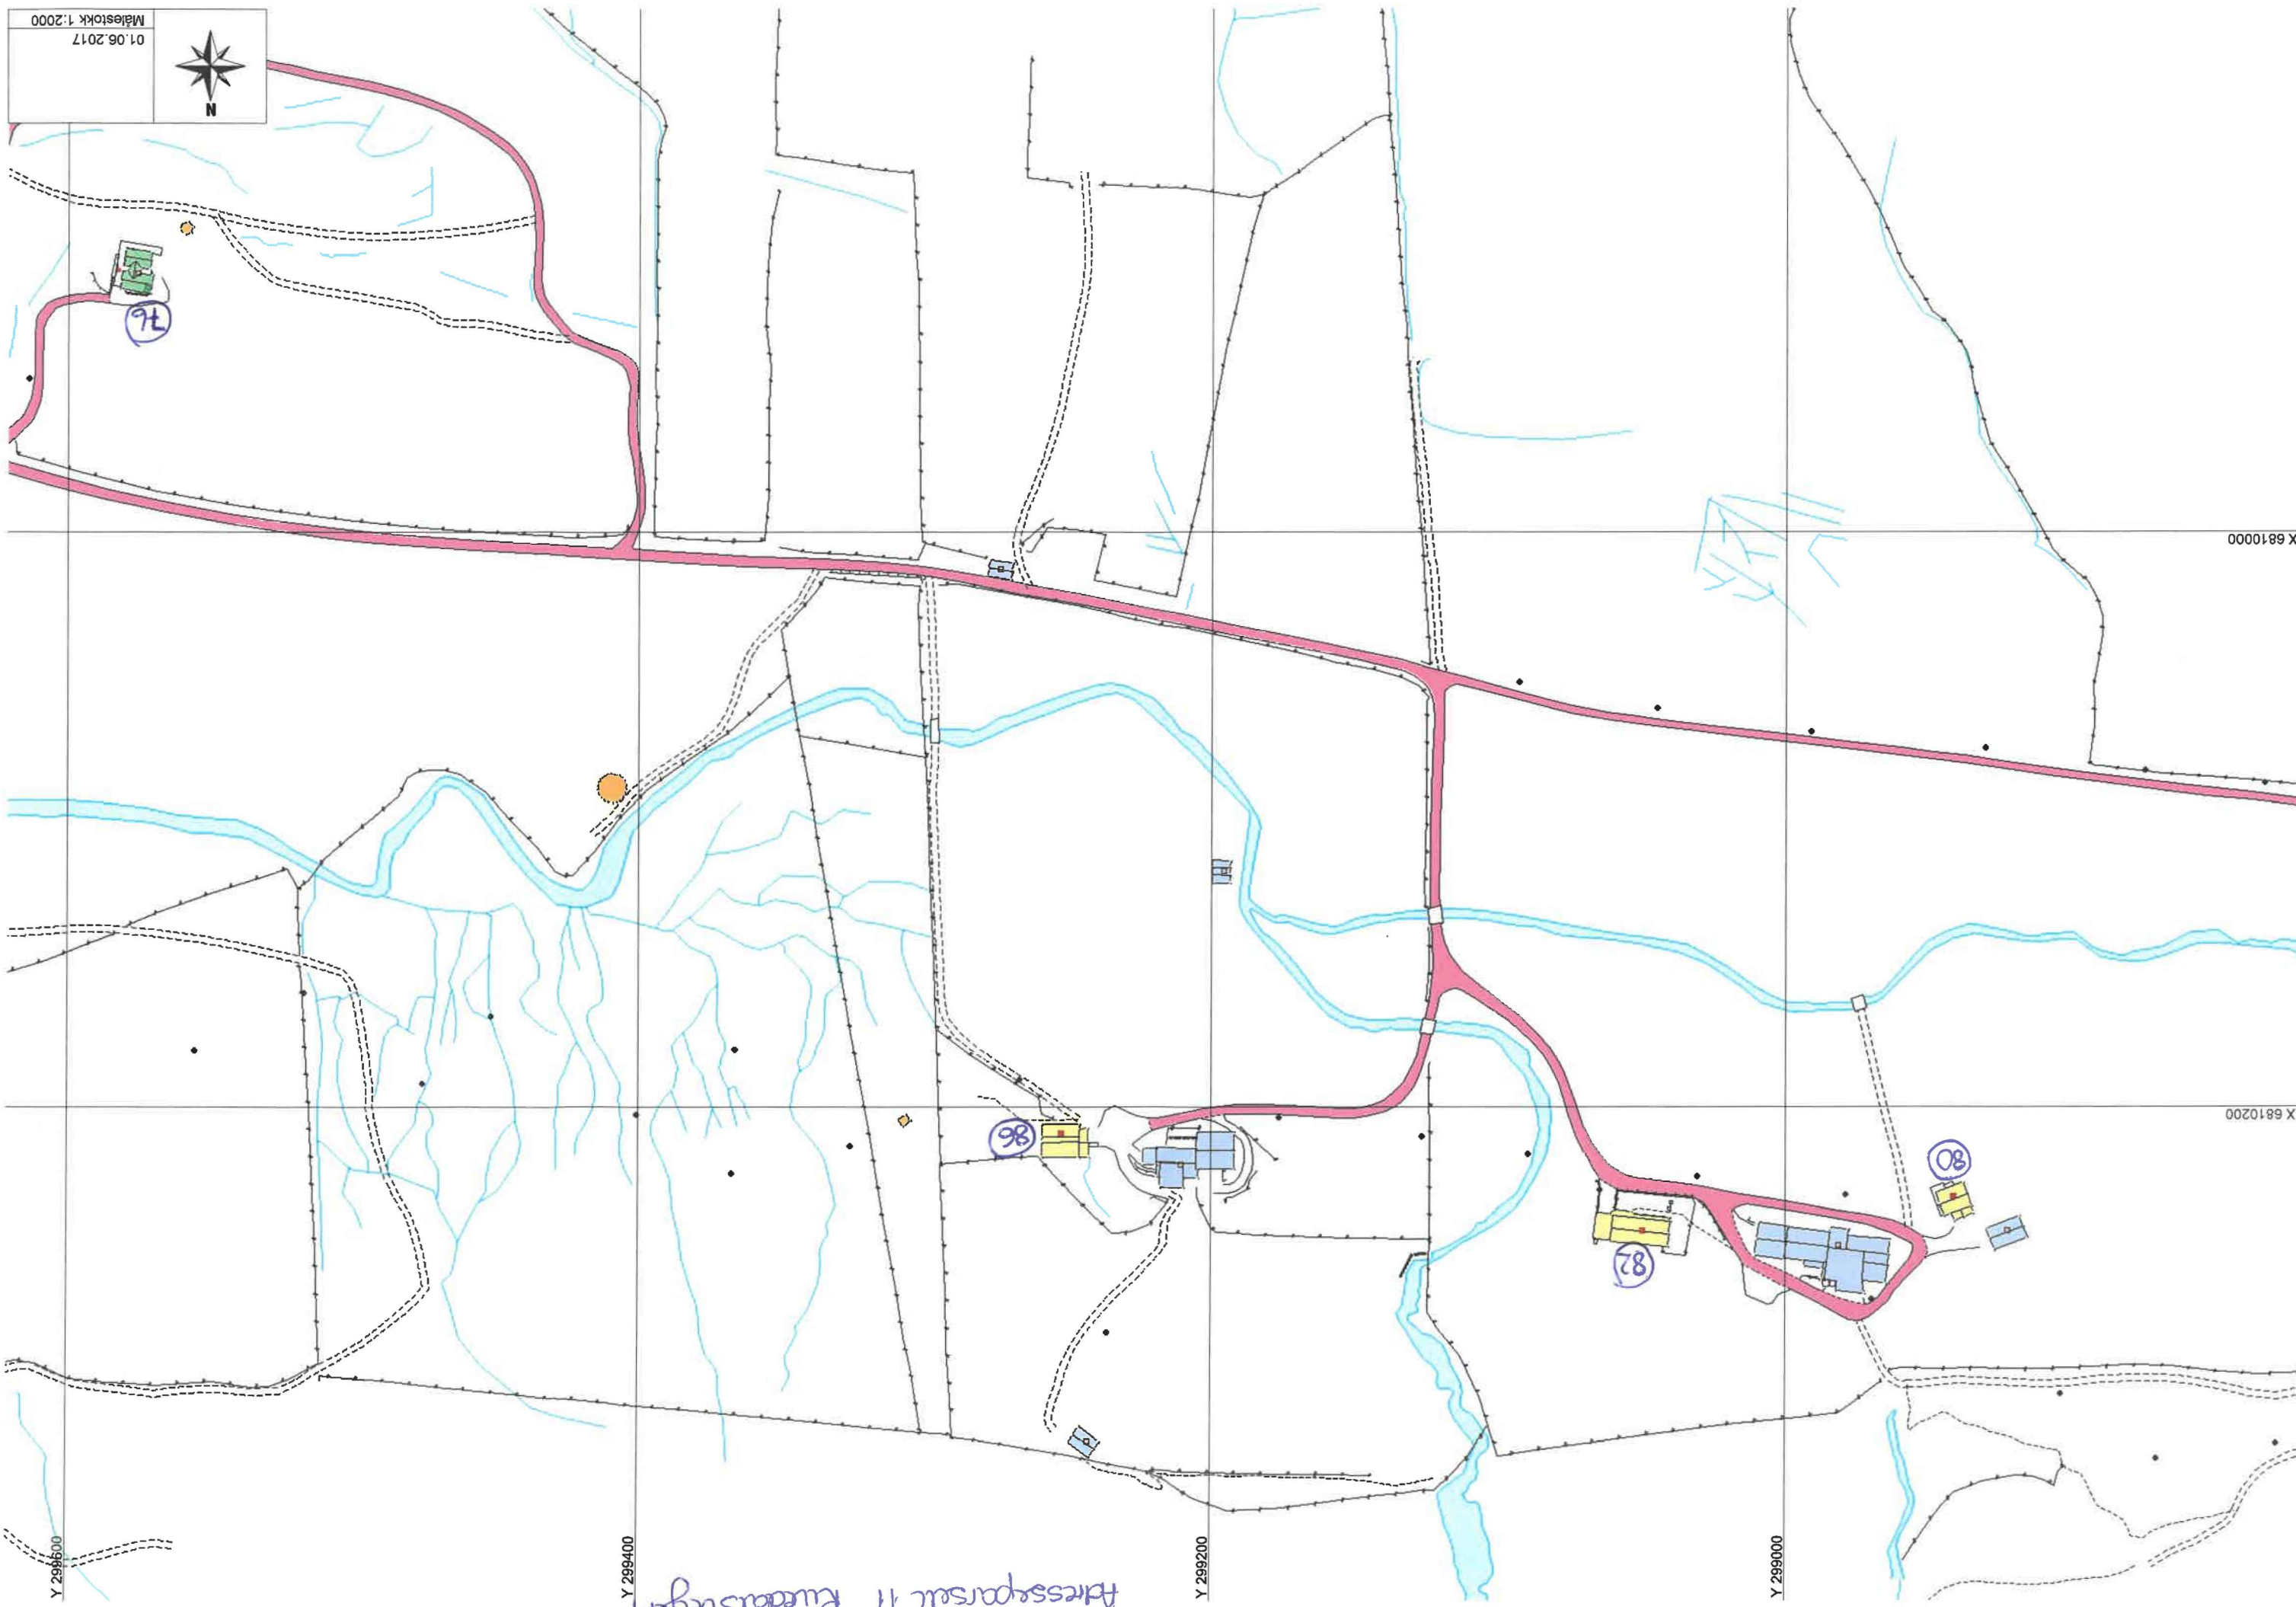 Adresseparsell 11
Y 299000
Y 299200
Y 299400
Y 299600
82
80
86
X 6810200
X 6810000
76
N
01.06.2017
Målestokk 1:2000